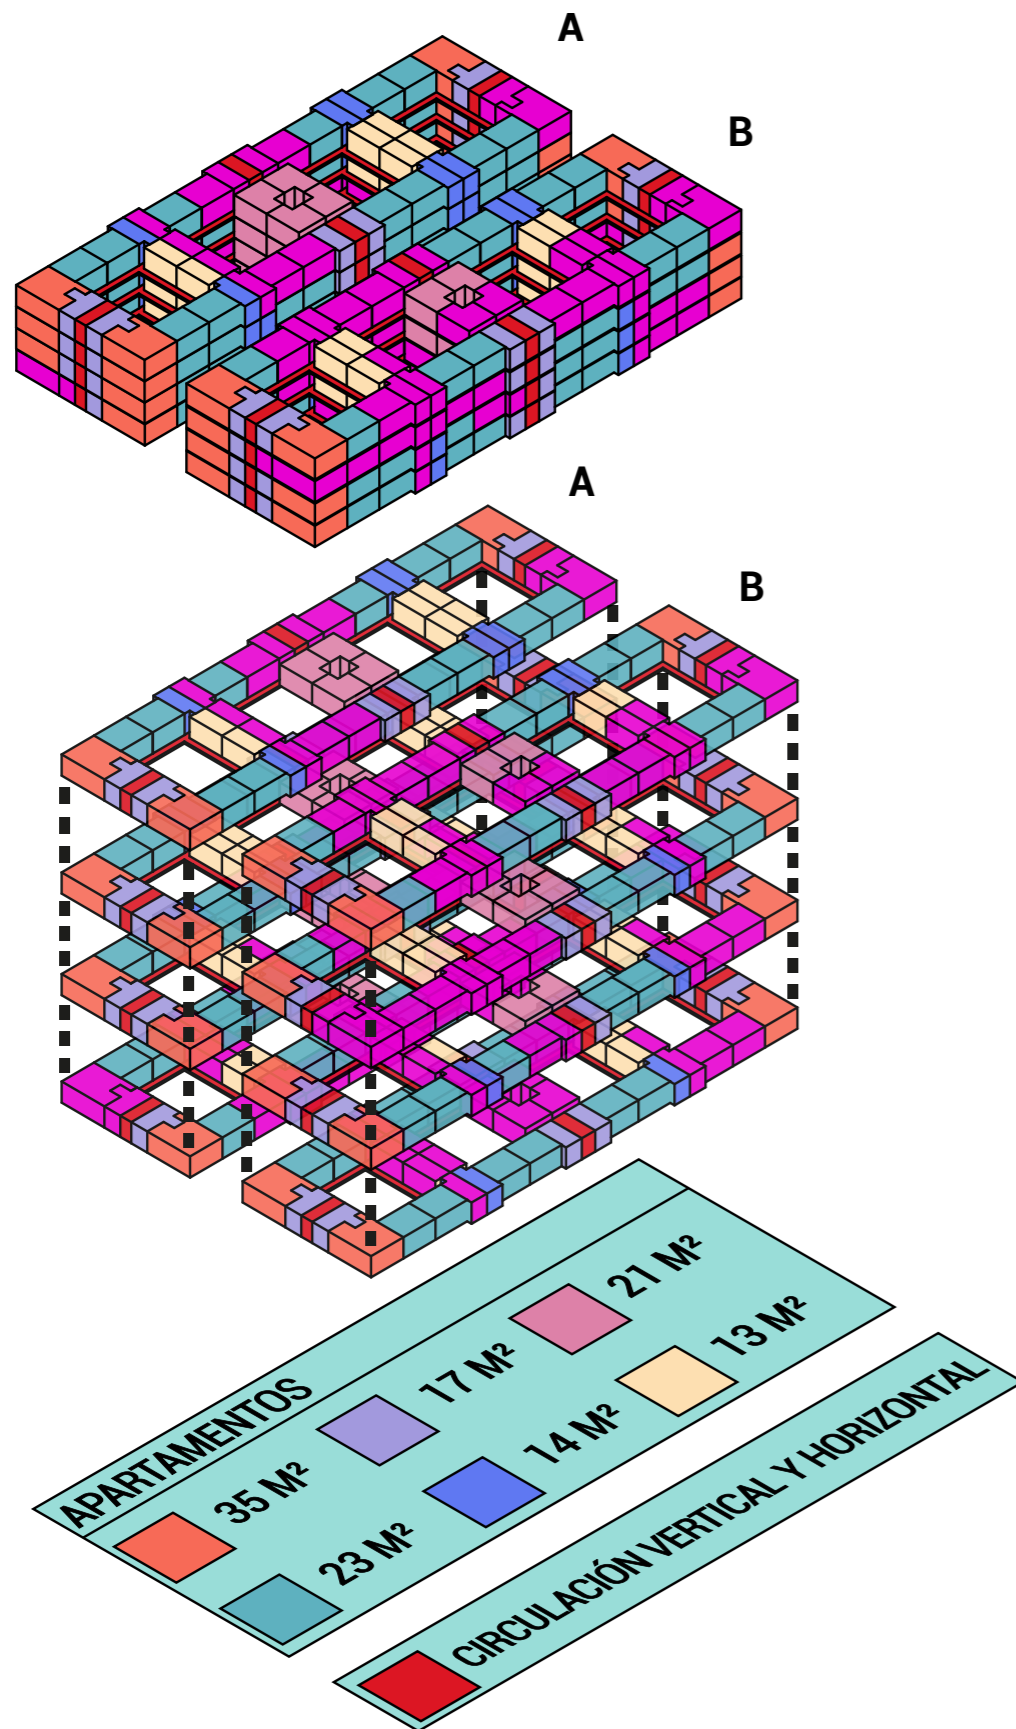 A
B
A
B
APARTAMENTOS
35 M²
17 M²
21 M²
23 M²
14 M²
13 M²
CIRCULACIÓN VERTICAL Y HORIZONTAL